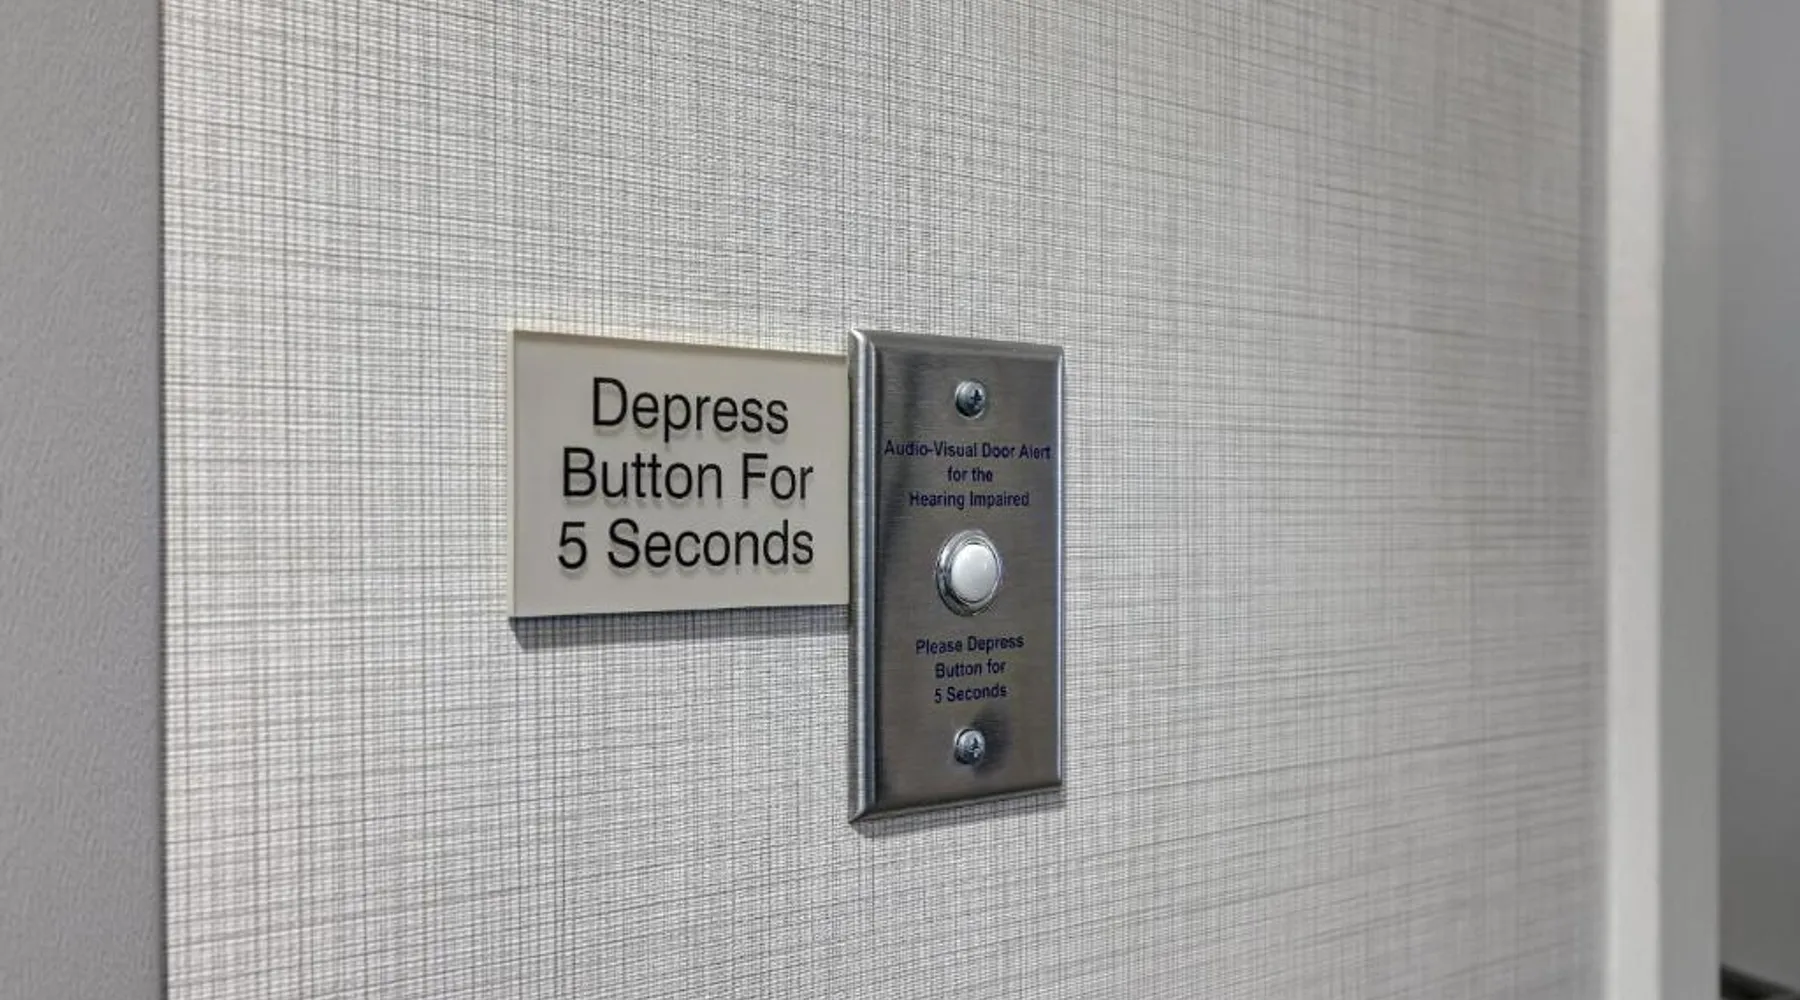 Depress
Button For
5 Seconds
Audio-Visual Door Alert
for the
Hearing Impaired
Please Depress
Button for
5 Seconds